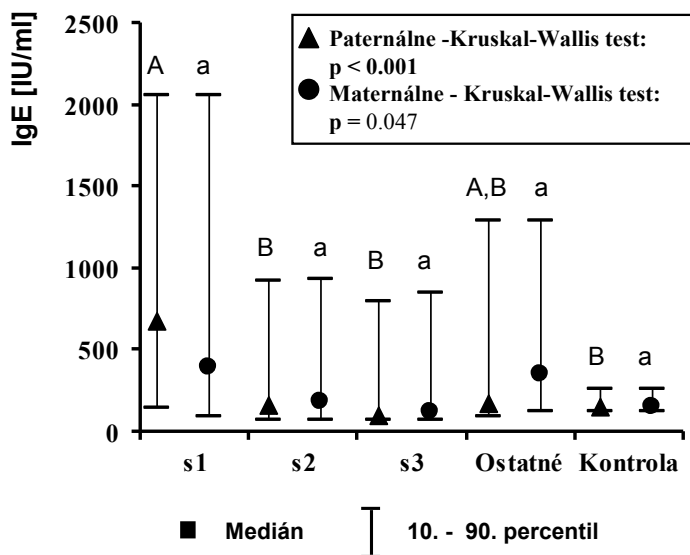 IgE [IU/ml]
2500
2000
1500
1000
500
0
Paternálne -Kruskal-Wallis test:
p < 0.001
Maternálne - Kruskal-Wallis test:
p = 0.047
A a
B a
B a
A,B a
B a
s1 s2 s3 Ostatné Kontrola
Medián 10. - 90. percentil